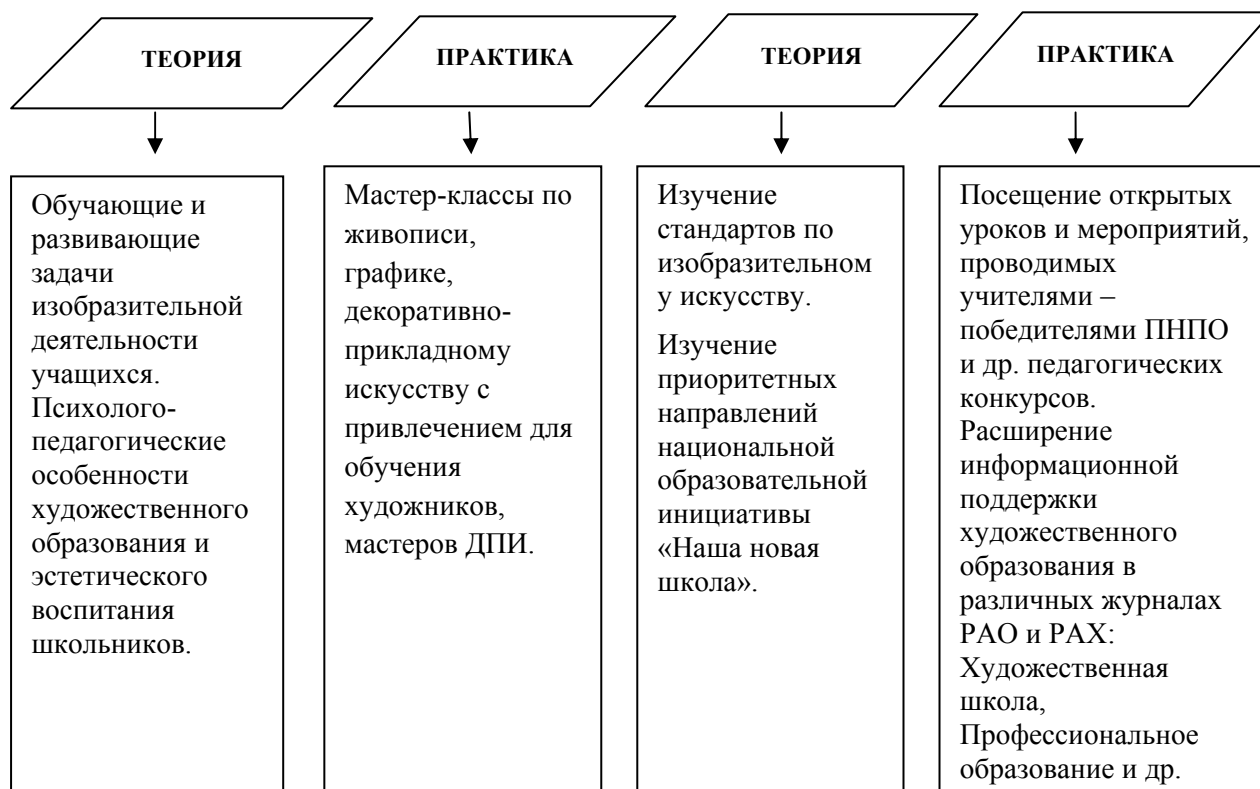 ТЕОРИЯ
ПРАКТИКА
ТЕОРИЯ
ПРАКТИКА
Обучающие и
развивающие
задачи
изобразительной
деятельности
учащихся.
Психолого-
педагогические
особенности
художественного
образования и
эстетического
воспитания
школьников.
Мастер-классы по
живописи,
графике,
декоративно-
прикладному
искусству с
привлечением для
обучения
художников,
мастеров ДПИ.
Изучение
стандартов по
изобразительном
у искусству.
Изучение
приоритетных
направлений
национальной
образовательной
инициативы
«Наша новая
школа».
Посещение открытых
уроков и мероприятий,
проводимых
учителями –
победителями ПНПО
и др. педагогических
конкурсов.
Расширение
информационной
поддержки
художественного
образования в
различных журналах
РАО и РАХ:
Художественная
школа,
Профессиональное
образование и др.